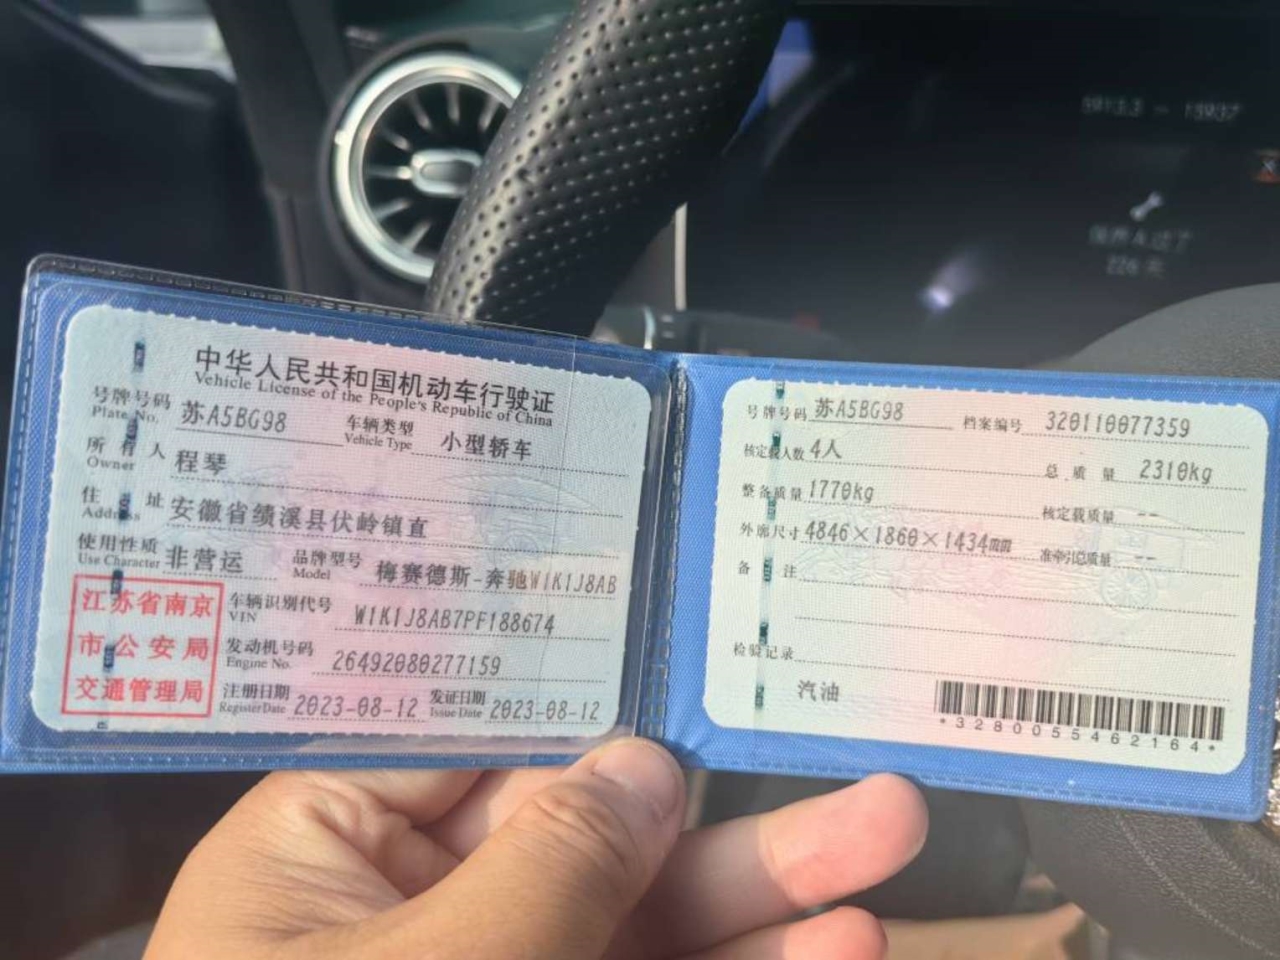 中华人民共和国机动车行驶证
Vehicle License of the People's Republic of China
号牌号码 苏A5BG98 车辆类型 小型轿车
Plate No. Vehicle Type
所有人 程琴
Owner
住址 安徽省绩溪县伏岭镇直
Address
使用性质 非营运 品牌型号 梅赛德斯-奔驰W1K1J8AB
Use Character Model
江苏省南京
市公安局
交通管理局
车辆识别代号 W1K1J8AB7PF188674
VIN
发动机号码 26492080277159
Engine No.
注册日期 2023-08-12 发证日期 2023-08-12
Register Date Issue Date
号牌号码 苏A5BG98 档案编号 320110077359
核定载人数 4人 总质量 2310kg
整备质量 1770kg 核定载质量 --
外廓尺寸 4846×1860×1434mm 准牵引总质量 --
备注
检验记录
汽油
*3280055462164*